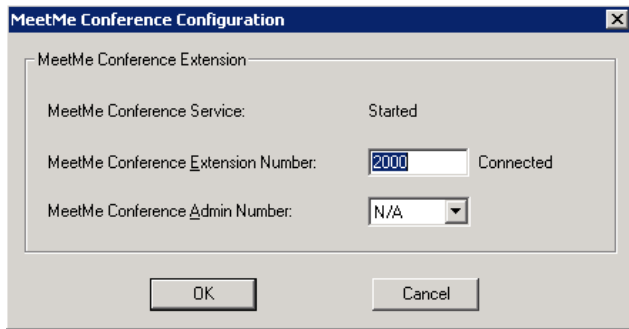 MeetMe Conference Configuration
MeetMe Conference Extension
MeetMe Conference Service: Started
MeetMe Conference Extension Number: 2000 Connected
MeetMe Conference Admin Number: N/A
OK Cancel